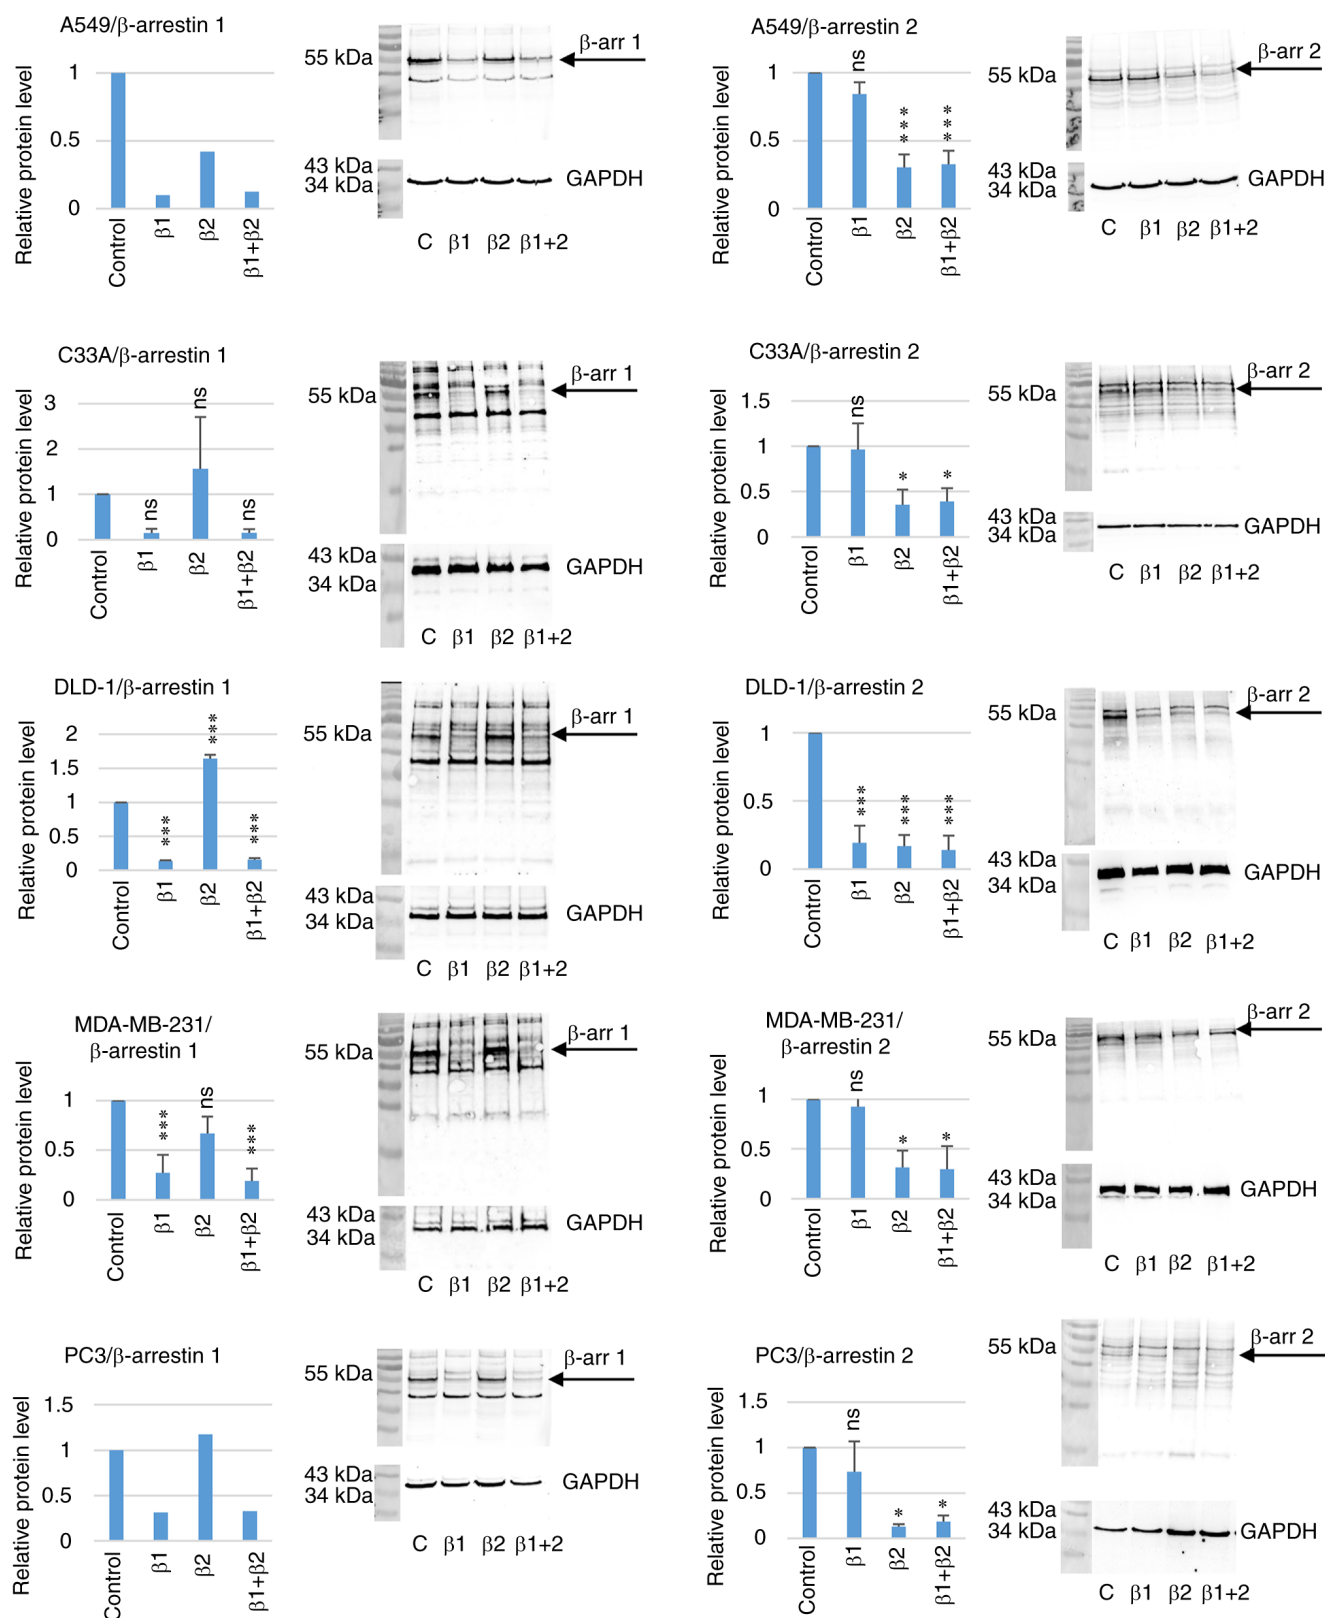 A549/β-arrestin 1
Relative protein level
1
0.5
0
Control
β1
β2
β1+β2
55 kDa
β-arr 1
43 kDa
34 kDa
GAPDH
C β1 β2 β1+2
A549/β-arrestin 2
Relative protein level
1
0.5
0
ns
***
***
Control
β1
β2
β1+β2
55 kDa
β-arr 2
43 kDa
34 kDa
GAPDH
C β1 β2 β1+2
C33A/β-arrestin 1
Relative protein level
3
2
1
0
ns
ns
ns
Control
β1
β2
β1+β2
55 kDa
β-arr 1
43 kDa
34 kDa
GAPDH
C β1 β2 β1+2
C33A/β-arrestin 2
Relative protein level
1.5
1
0.5
0
ns
*
*
Control
β1
β2
β1+β2
55 kDa
β-arr 2
43 kDa
34 kDa
GAPDH
C β1 β2 β1+2
DLD-1/β-arrestin 1
Relative protein level
2
1.5
1
0.5
0
***
***
***
Control
β1
β2
β1+β2
55 kDa
β-arr 1
43 kDa
34 kDa
GAPDH
C β1 β2 β1+2
DLD-1/β-arrestin 2
Relative protein level
1
0.5
0
***
***
***
Control
β1
β2
β1+β2
55 kDa
β-arr 2
43 kDa
34 kDa
GAPDH
C β1 β2 β1+2
MDA-MB-231/
β-arrestin 1
Relative protein level
1
0.5
0
***
ns
***
Control
β1
β2
β1+β2
55 kDa
β-arr 1
43 kDa
34 kDa
GAPDH
C β1 β2 β1+2
MDA-MB-231/
β-arrestin 2
Relative protein level
1
0.5
0
ns
*
*
Control
β1
β2
β1+β2
55 kDa
β-arr 2
43 kDa
34 kDa
GAPDH
C β1 β2 β1+2
PC3/β-arrestin 1
Relative protein level
1.5
1
0.5
0
Control
β1
β2
β1+β2
55 kDa
β-arr 1
43 kDa
34 kDa
GAPDH
C β1 β2 β1+2
PC3/β-arrestin 2
Relative protein level
1.5
1
0.5
0
ns
*
*
Control
β1
β2
β1+β2
55 kDa
β-arr 2
43 kDa
34 kDa
GAPDH
C β1 β2 β1+2